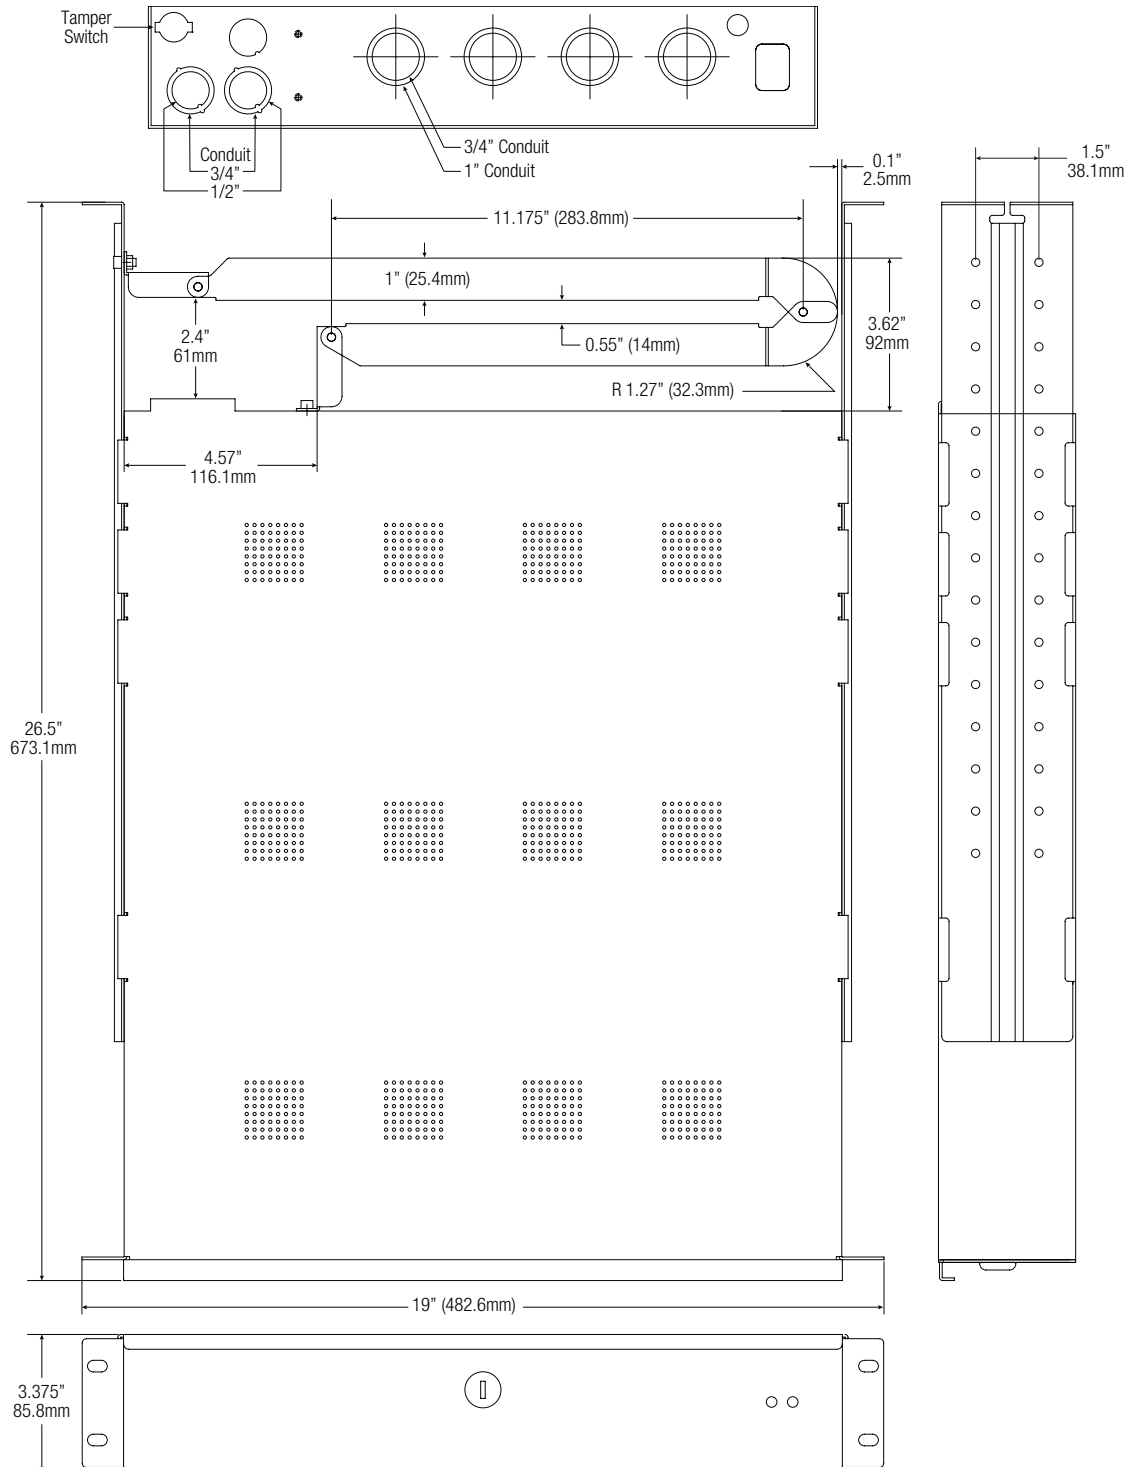 Tamper
Switch
Conduit
3/4”
1/2”
3/4” Conduit
1” Conduit
0.1”
2.5mm
1.5”
38.1mm
11.175” (283.8mm)
1” (25.4mm)
2.4”
61mm
0.55” (14mm)
3.62”
92mm
R 1.27” (32.3mm)
4.57”
116.1mm
26.5”
673.1mm
19” (482.6mm)
3.375”
85.8mm